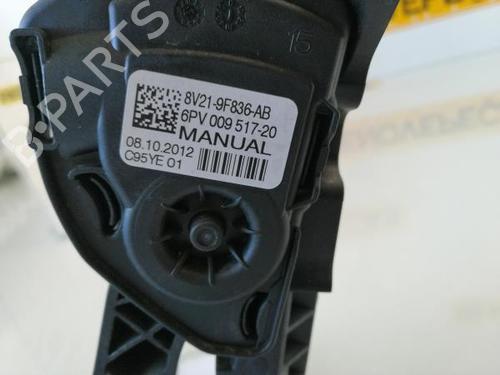 15
8V21-9F836-AB
6PV 009 517-20
MANUAL
08.10.2012
C95YE 01
B-PARTS